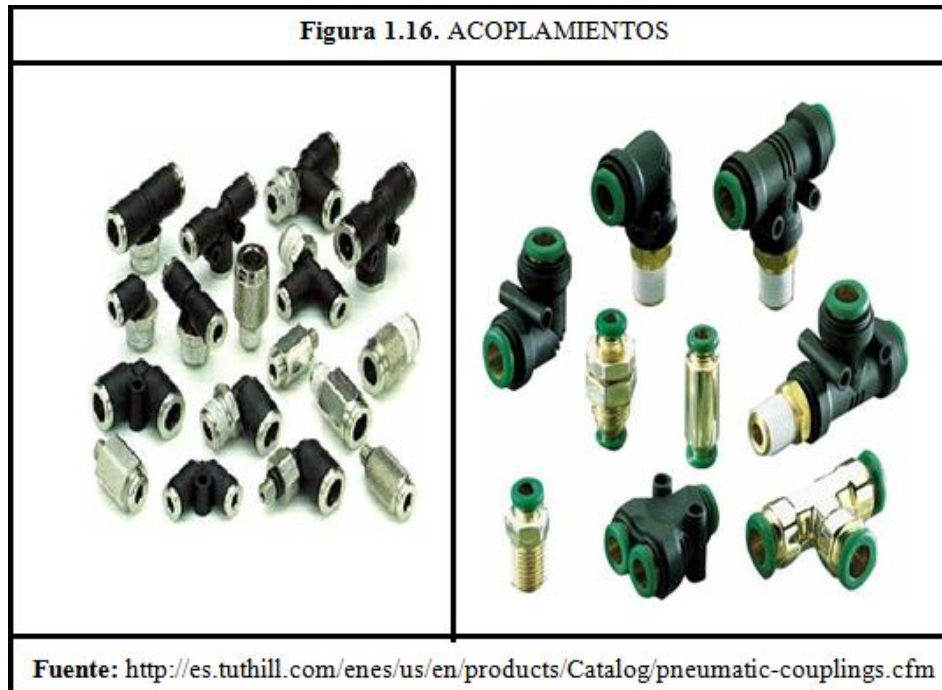 Figura 1.16. ACOPLAMIENTOS
Fuente: http://es.tuthill.com/enes/us/en/products/Catalog/pneumatic-couplings.cfm